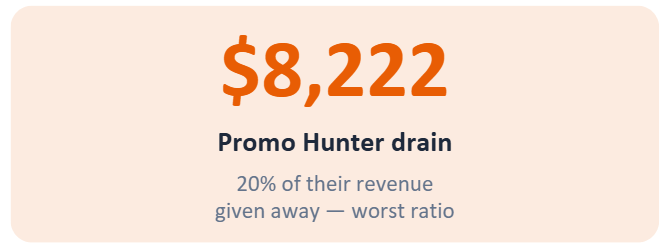 $8,222
Promo Hunter drain
20% of their revenue
given away — worst ratio